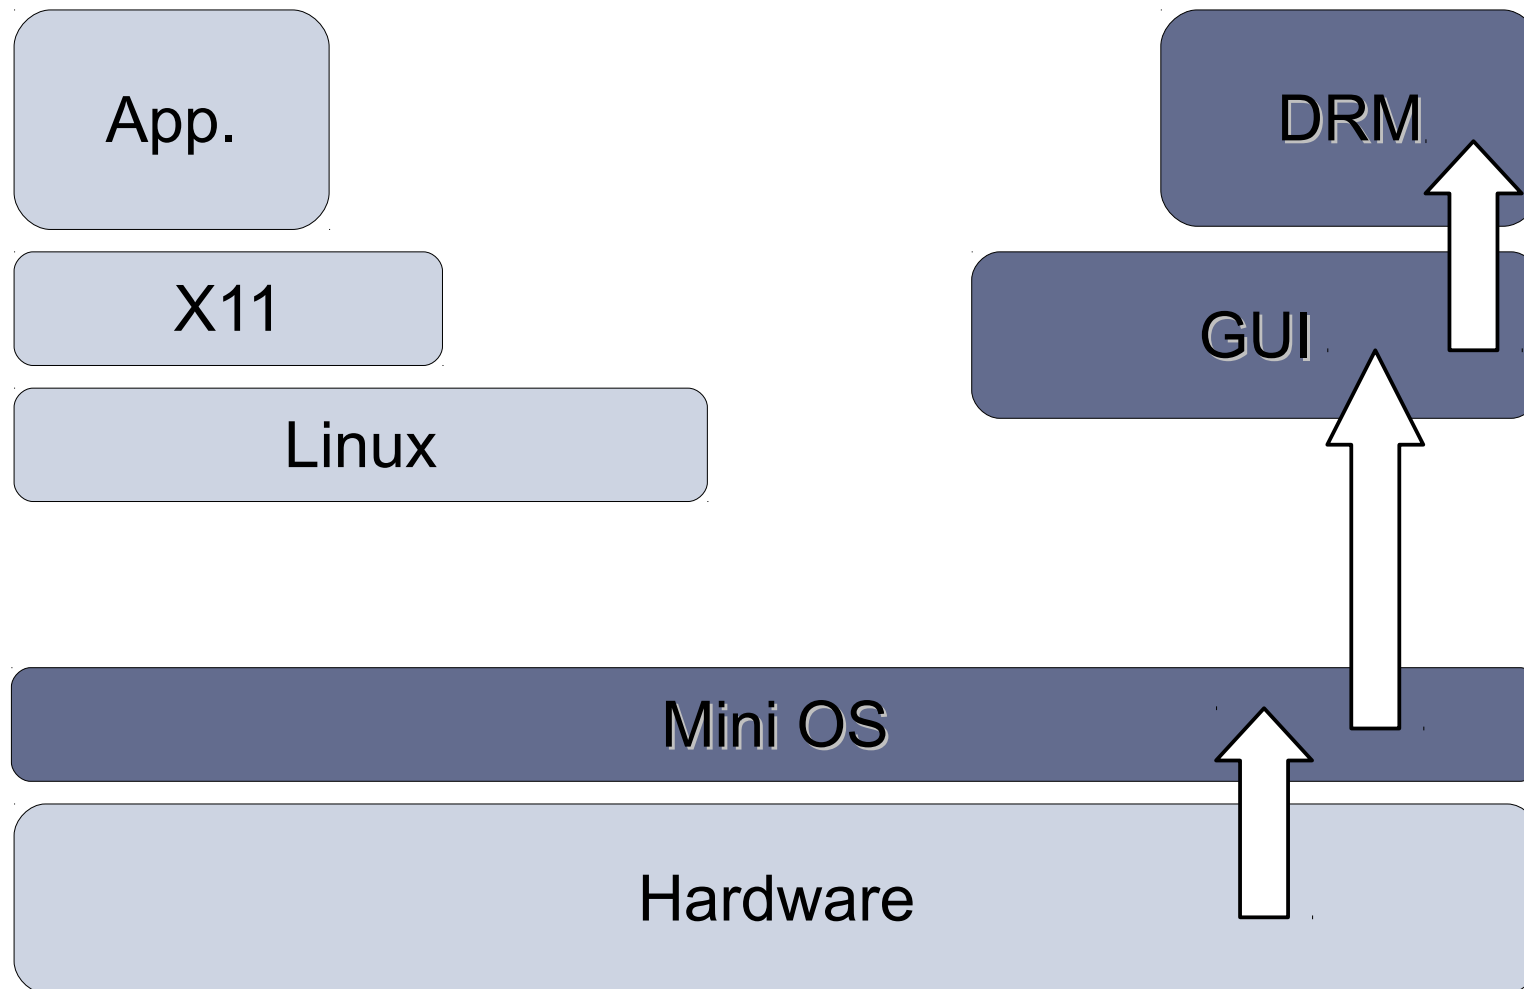 App.
DRM
X11
GUI
Linux
Mini OS
Hardware